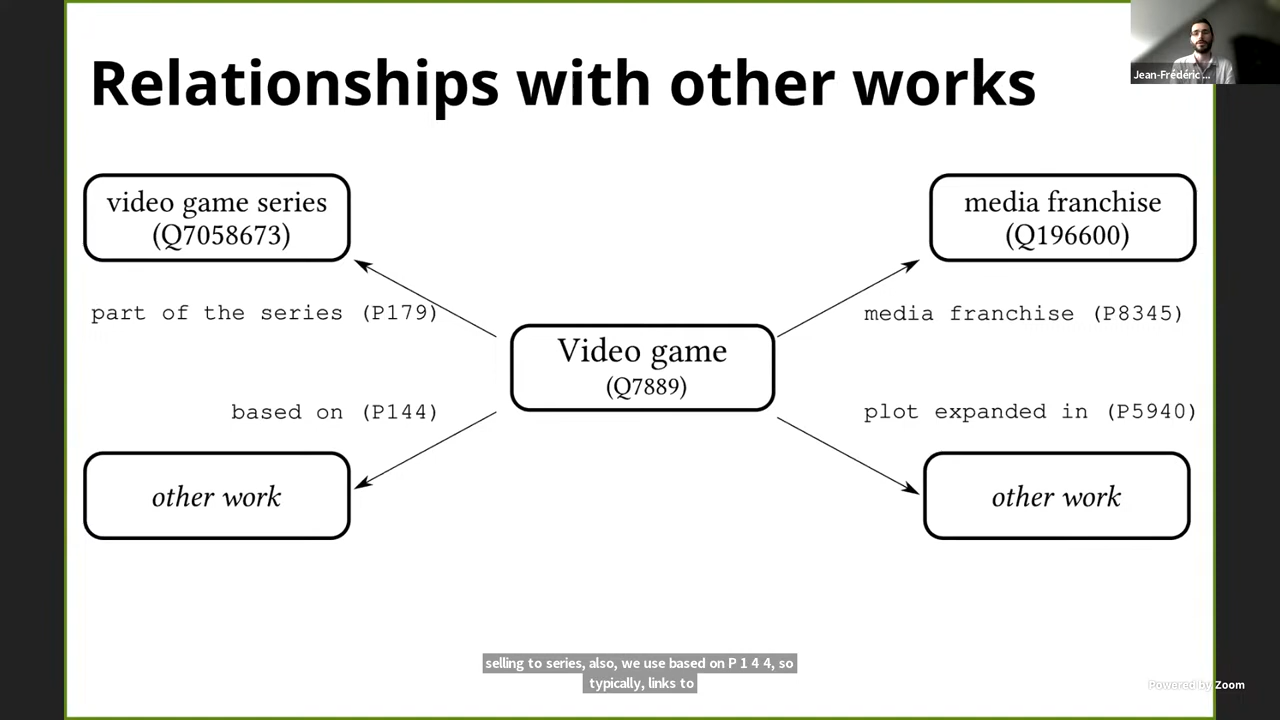 Relationships with other works
Jean-Frédéric ...
video game series
(Q7058673)
media franchise
(Q196600)
part of the series (P179)
media franchise (P8345)
Video game
(Q7889)
based on (P144)
plot expanded in (P5940)
other work
other work
selling to series, also, we use based on P 1 4 4, so
typically, links to
Powered by Zoom